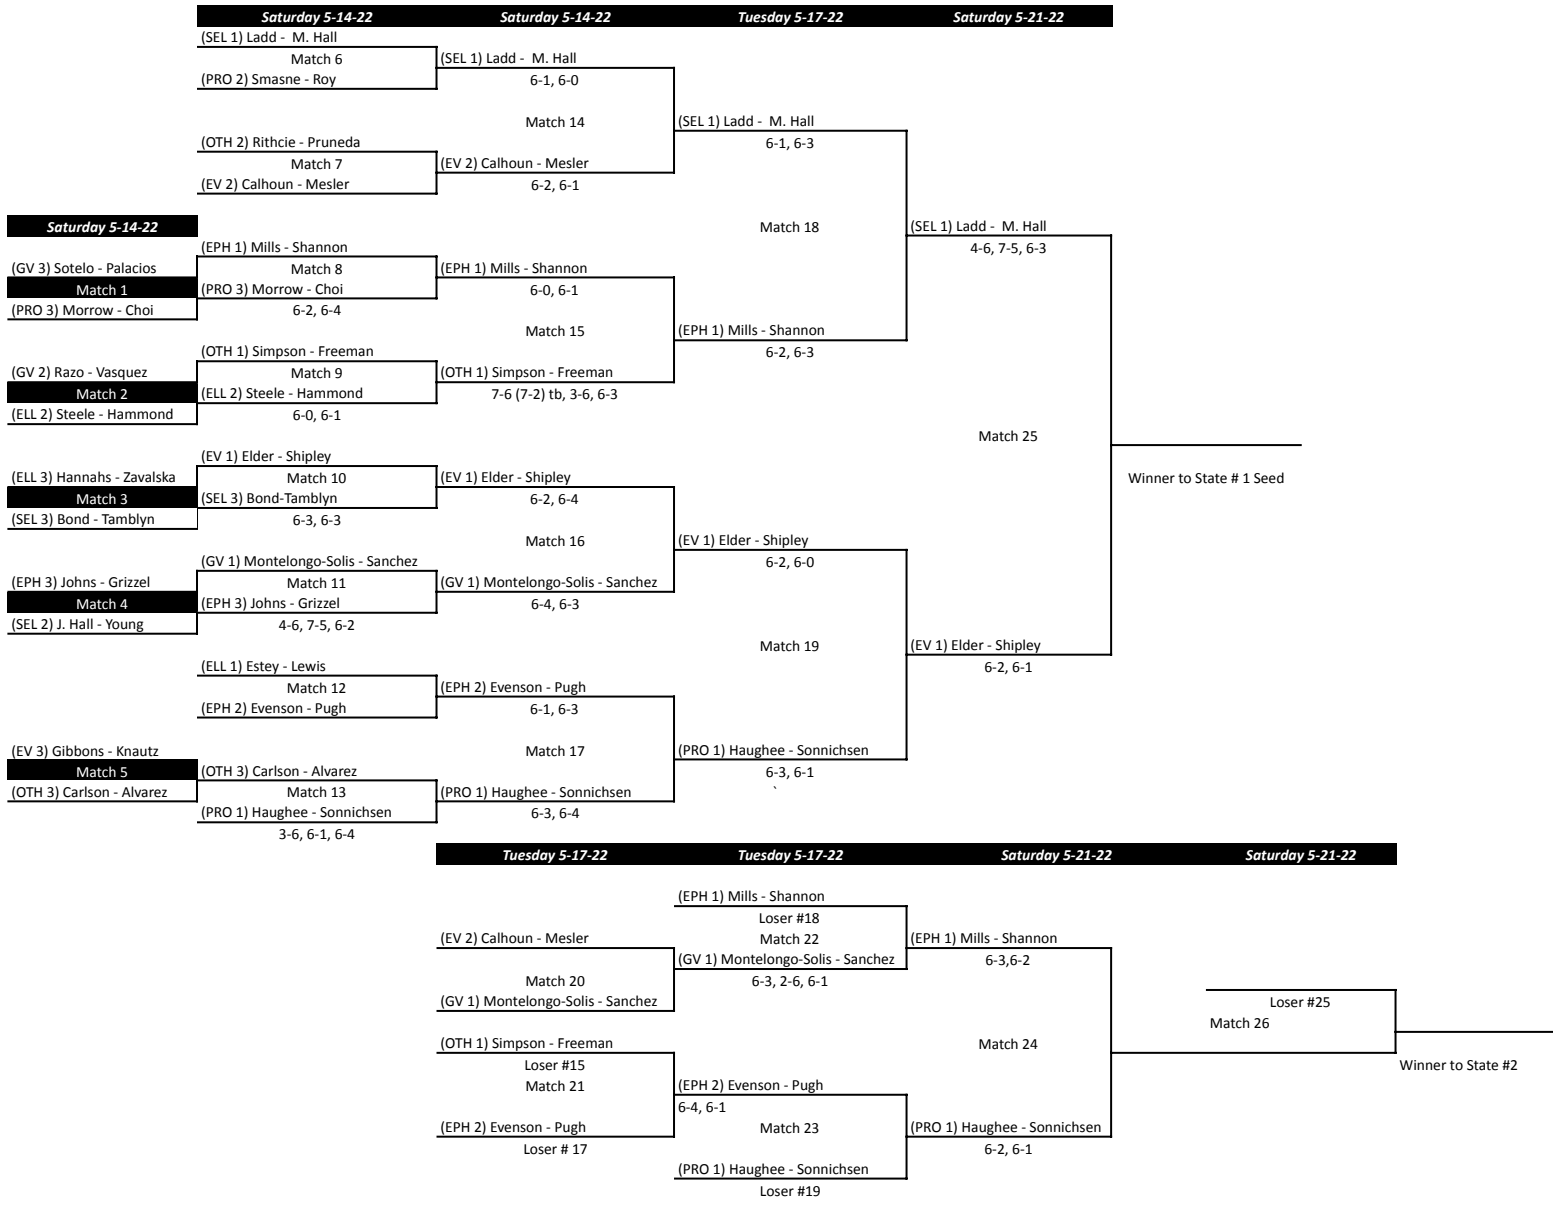 Saturday 5-14-22 Saturday 5-14-22 Tuesday 5-17-22 Saturday 5-21-22
(SEL 1) Ladd -  M. Hall
Match 6 (SEL 1) Ladd -  M. Hall
(PRO 2) Smasne - Roy 6-1, 6-0
Match 14 (SEL 1) Ladd -  M. Hall
(OTH 2) Rithcie - Pruneda 6-1, 6-3
Match 7 (EV 2) Calhoun - Mesler
(EV 2) Calhoun - Mesler 6-2, 6-1
Saturday 5-14-22 Match 18 (SEL 1) Ladd -  M. Hall
(EPH 1) Mills - Shannon 4-6, 7-5, 6-3
(GV 3) Sotelo - Palacios Match 8 (EPH 1) Mills - Shannon
Match 1 (PRO 3) Morrow - Choi 6-0, 6-1
(PRO 3) Morrow - Choi 6-2, 6-4
Match 15 (EPH 1) Mills - Shannon
(OTH 1) Simpson - Freeman 6-2, 6-3
(GV 2) Razo - Vasquez Match 9 (OTH 1) Simpson - Freeman
Match 2 (ELL 2) Steele - Hammond 7-6 (7-2) tb, 3-6, 6-3
(ELL 2) Steele - Hammond 6-0, 6-1
Match 25
(EV 1) Elder - Shipley
(ELL 3) Hannahs - Zavalska Match 10 (EV 1) Elder - Shipley Winner to State # 1 Seed
Match 3 (SEL 3) Bond-Tamblyn 6-2, 6-4
(SEL 3) Bond - Tamblyn 6-3, 6-3
Match 16 (EV 1) Elder - Shipley
(GV 1) Montelongo-Solis - Sanchez 6-2, 6-0
(EPH 3) Johns - Grizzel Match 11 (GV 1) Montelongo-Solis - Sanchez
Match 4 (EPH 3) Johns - Grizzel 6-4, 6-3
(SEL 2) J. Hall - Young 4-6, 7-5, 6-2
Match 19 (EV 1) Elder - Shipley
(ELL 1) Estey - Lewis 6-2, 6-1
Match 12 (EPH 2) Evenson - Pugh
(EPH 2) Evenson - Pugh 6-1, 6-3
(EV 3) Gibbons - Knautz Match 17 (PRO 1) Haughee - Sonnichsen
Match 5 (OTH 3) Carlson - Alvarez 6-3, 6-1
(OTH 3) Carlson - Alvarez Match 13 (PRO 1) Haughee - Sonnichsen `
(PRO 1) Haughee - Sonnichsen 6-3, 6-4
3-6, 6-1, 6-4
Tuesday 5-17-22 Tuesday 5-17-22 Saturday 5-21-22 Saturday 5-21-22
(EPH 1) Mills - Shannon
Loser #18
(EV 2) Calhoun - Mesler Match 22 (EPH 1) Mills - Shannon
(GV 1) Montelongo-Solis - Sanchez 6-3,6-2
Match 20 6-3, 2-6, 6-1
(GV 1) Montelongo-Solis - Sanchez Loser #25
Match 26
(OTH 1) Simpson - Freeman Match 24
Loser #15 Winner to State #2
Match 21 (EPH 2) Evenson - Pugh
6-4, 6-1
(EPH 2) Evenson - Pugh Match 23 (PRO 1) Haughee - Sonnichsen
Loser # 17 6-2, 6-1
(PRO 1) Haughee - Sonnichsen
Loser #19